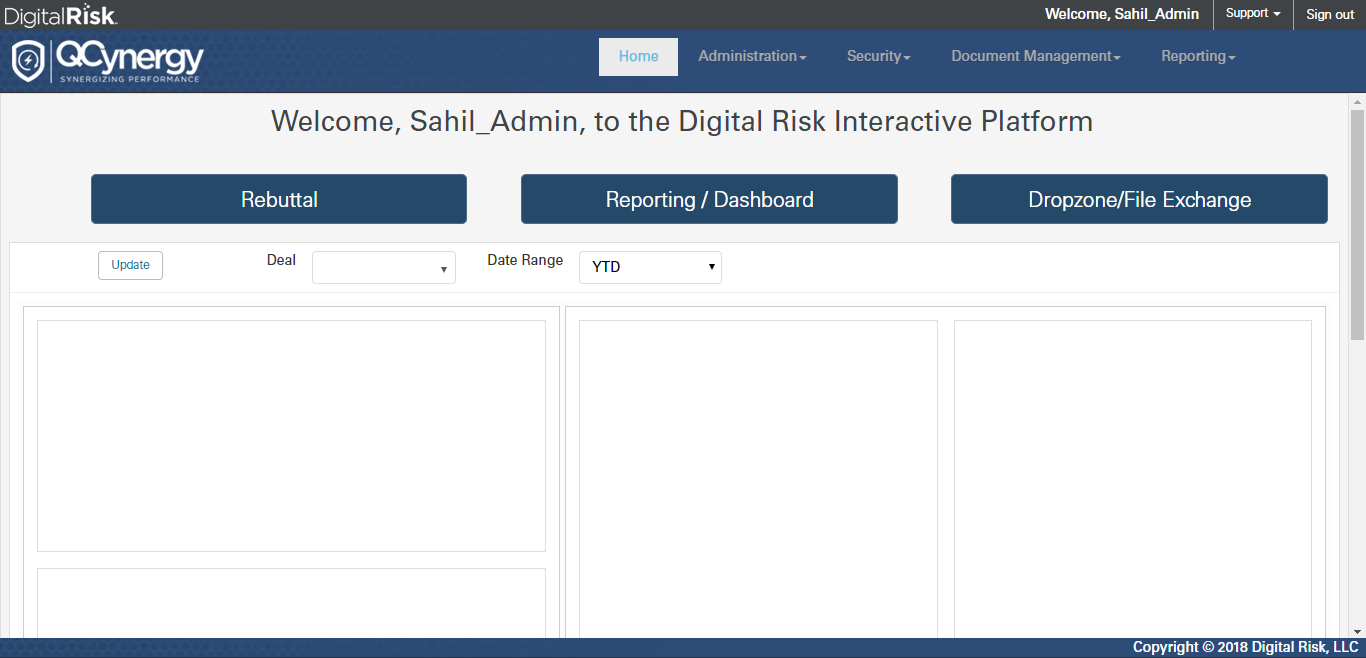 DigitalRisk.
Welcome, Sahil_Admin Support Sign out
QCynergy
SYNERGIZING PERFORMANCE
Home Administration Security Document Management Reporting
Welcome, Sahil_Admin, to the Digital Risk Interactive Platform
Rebuttal Reporting / Dashboard Dropzone/File Exchange
Update Deal Date Range YTD
Copyright © 2018 Digital Risk, LLC